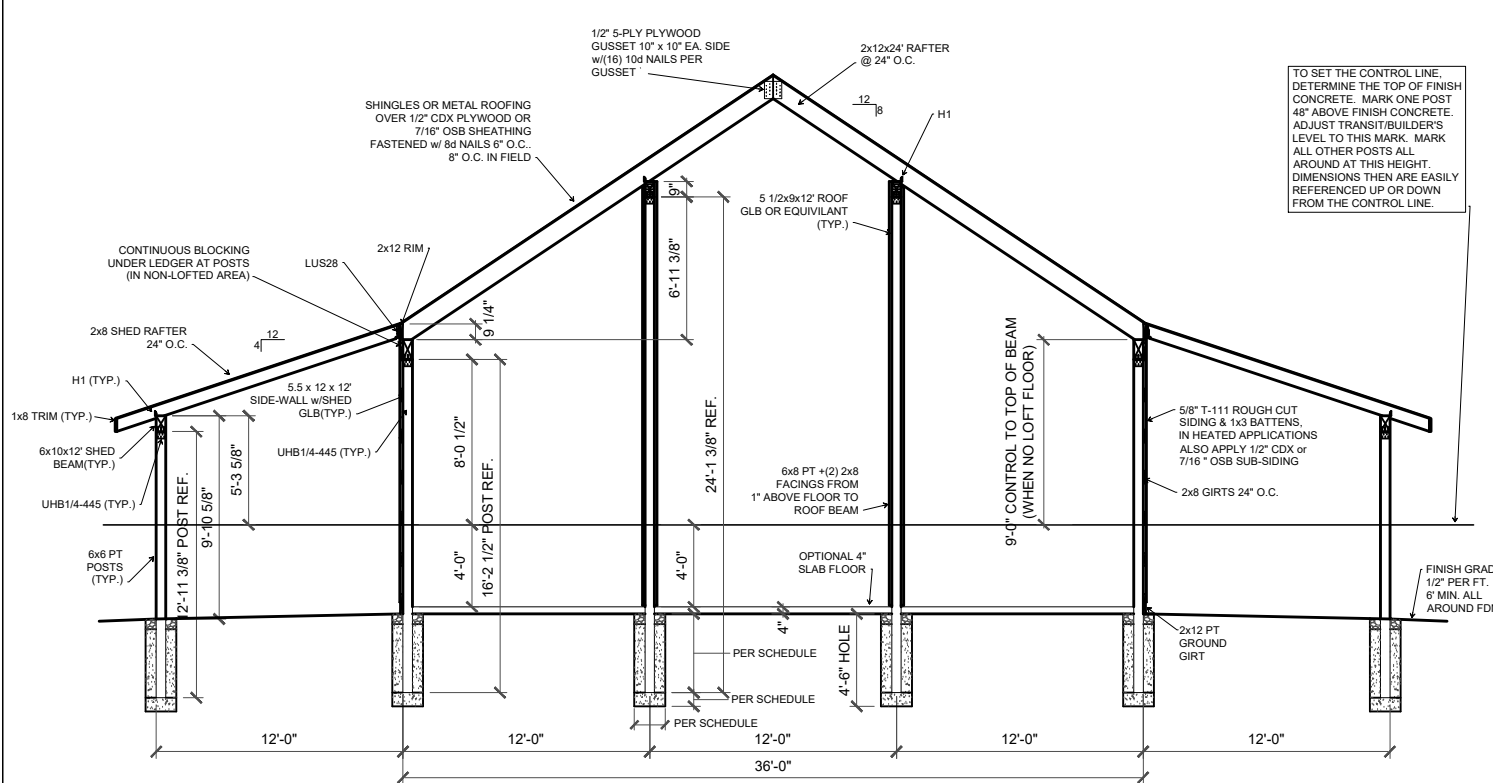 1/2" 5-PLY PLYWOOD
GUSSET 10" x 10" EA. SIDE
w/(16) 10d NAILS PER
GUSSET
2x12x24' RAFTER
@ 24" O.C.
12
8
H1
TO SET THE CONTROL LINE,
DETERMINE THE TOP OF FINISH
CONCRETE. MARK ONE POST
48" ABOVE FINISH CONCRETE.
ADJUST TRANSIT/BUILDER'S
LEVEL TO THIS MARK. MARK
ALL OTHER POSTS ALL
AROUND AT THIS HEIGHT.
DIMENSIONS THEN ARE EASILY
REFERENCED UP OR DOWN
FROM THE CONTROL LINE.
SHINGLES OR METAL ROOFING
OVER 1/2" CDX PLYWOOD OR
7/16" OSB SHEATHING
FASTENED w/ 8d NAILS 6" O.C..
8" O.C. IN FIELD
9"
5 1/2x9x12' ROOF
GLB OR EQUIVILANT
(TYP.)
CONTINUOUS BLOCKING
UNDER LEDGER AT POSTS
(IN NON-LOFTED AREA)
LUS28
2x12 RIM
6'-11 3/8"
9 1/4"
2x8 SHED RAFTER
24" O.C.
12
4
H1 (TYP.)
1x8 TRIM (TYP.)
6x10x12' SHED
BEAM(TYP.)
UHB1/4-445 (TYP.)
5.5 x 12 x 12'
SIDE-WALL w/SHED
GLB(TYP.)
UHB1/4-445 (TYP.)
6x6 PT
POSTS
(TYP.)
12'-11 3/8" POST REF.
9'-10 5/8"
5'-3 5/8"
8'-0 1/2"
4'-0"
16'-2 1/2" POST REF.
24'-1 3/8" REF.
4'-0"
6x8 PT +(2) 2x8
FACINGS FROM
1" ABOVE FLOOR TO
ROOF BEAM
OPTIONAL 4"
SLAB FLOOR
9'-0" CONTROL TO TOP OF BEAM
(WHEN NO LOFT FLOOR)
5/8" T-111 ROUGH CUT
SIDING & 1x3 BATTENS,
IN HEATED APPLICATIONS
ALSO APPLY 1/2" CDX or
7/16 " OSB SUB-SIDING
2x8 GIRTS 24" O.C.
FINISH GRAD
1/2" PER FT.
6' MIN. ALL
AROUND FDN
2x12 PT
GROUND
GIRT
4"
4'-6" HOLE
PER SCHEDULE
PER SCHEDULE
PER SCHEDULE
12'-0"
12'-0"
12'-0"
12'-0"
12'-0"
36'-0"